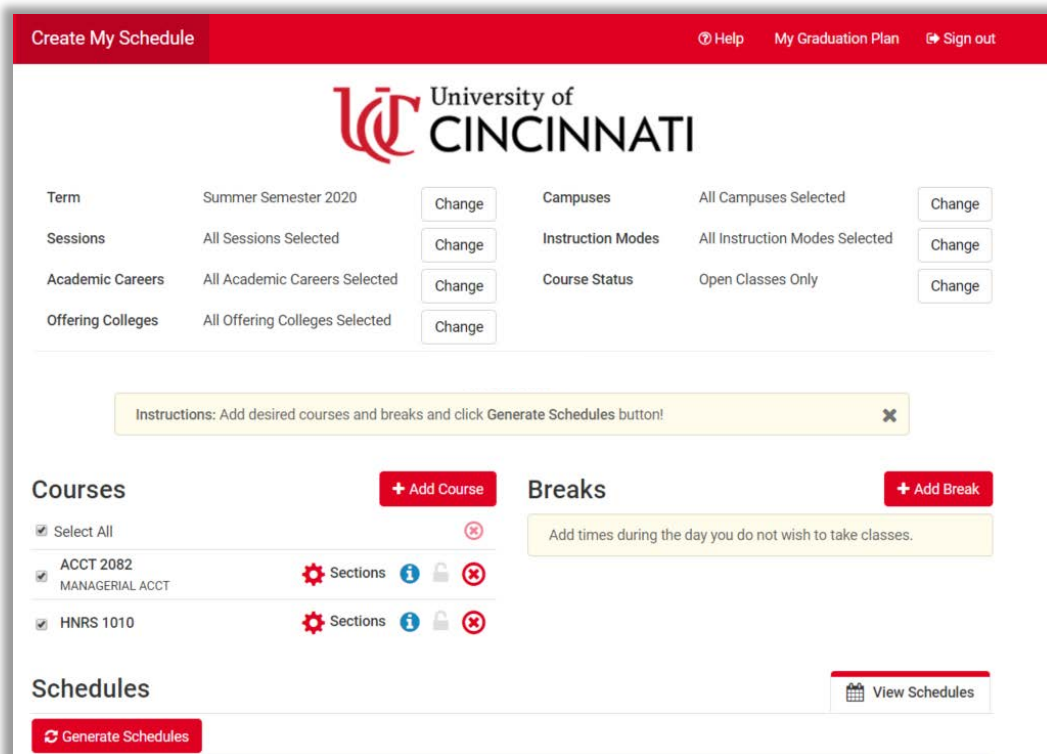 Create My Schedule
Help My Graduation Plan Sign out
UC University of
CINCINNATI
Term Summer Semester 2020 Change Campuses All Campuses Selected Change
Sessions All Sessions Selected Change Instruction Modes All Instruction Modes Selected Change
Academic Careers All Academic Careers Selected Change Course Status Open Classes Only Change
Offering Colleges All Offering Colleges Selected Change
Instructions: Add desired courses and breaks and click Generate Schedules button!
Courses + Add Course
Select All
ACCT 2082
MANAGERIAL ACCT
Sections
HNRS 1010 Sections
Breaks + Add Break
Add times during the day you do not wish to take classes.
Schedules View Schedules
Generate Schedules